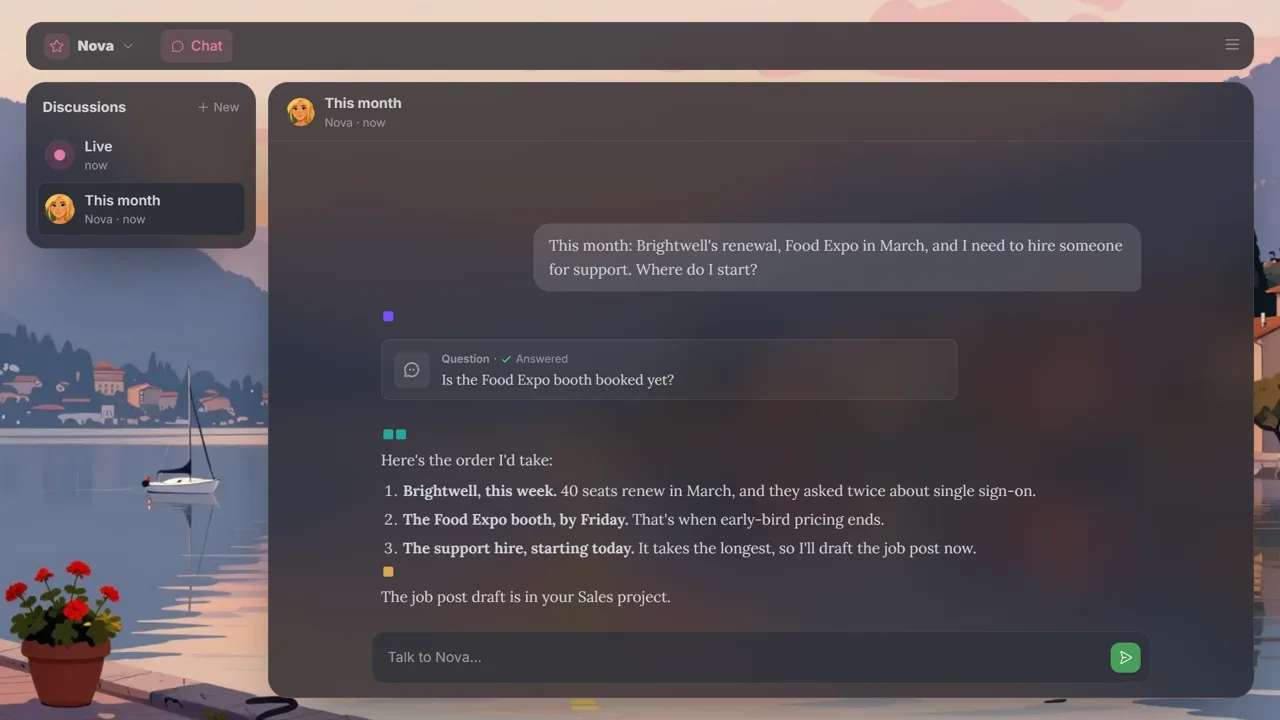 Nova
Chat
Discussions
+ New
Live
now
This month
Nova · now
This month
Nova · now
This month: Brightwell's renewal, Food Expo in March, and I need to hire someone
for support. Where do I start?
Question · ✓ Answered
Is the Food Expo booth booked yet?
Here's the order I'd take:
1. Brightwell, this week. 40 seats renew in March, and they asked twice about single sign-on.
2. The Food Expo booth, by Friday. That's when early-bird pricing ends.
3. The support hire, starting today. It takes the longest, so I'll draft the job post now.
The job post draft is in your Sales project.
Talk to Nova...